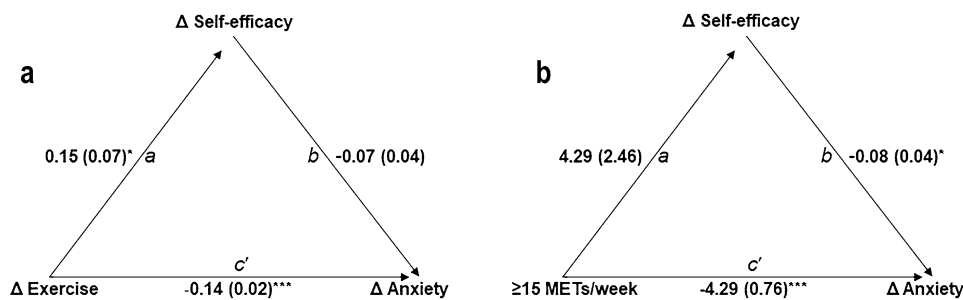 Δ Self-efficacy
a
0.15 (0.07)* a
b -0.07 (0.04)
c'
Δ Exercise -0.14 (0.02)*** Δ Anxiety
Δ Self-efficacy
b
4.29 (2.46) a
b -0.08 (0.04)*
c'
≥15 METs/week -4.29 (0.76)*** Δ Anxiety